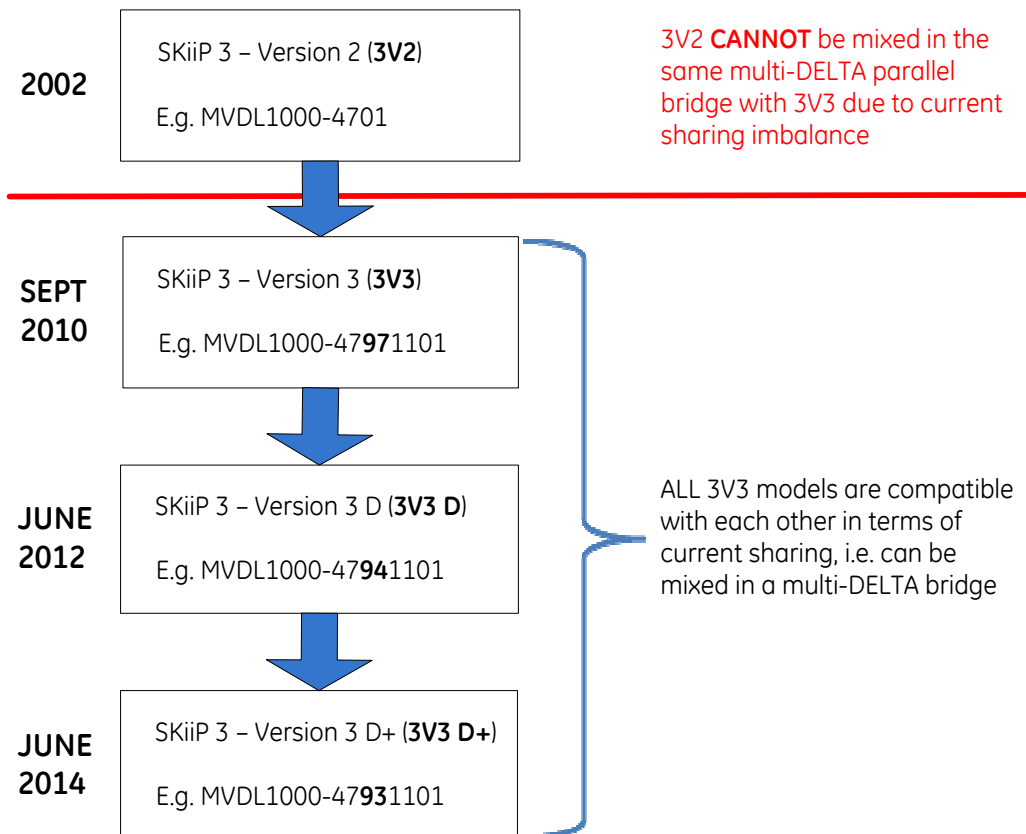 2002
SKiiP 3 – Version 2 (3V2)
E.g. MVDL1000-4701
3V2 CANNOT be mixed in the
same multi-DELTA parallel
bridge with 3V3 due to current
sharing imbalance
SEPT
2010
SKiiP 3 – Version 3 (3V3)
E.g. MVDL1000-47971101
JUNE
2012
SKiiP 3 – Version 3 D (3V3 D)
E.g. MVDL1000-47941101
ALL 3V3 models are compatible
with each other in terms of
current sharing, i.e. can be
mixed in a multi-DELTA bridge
JUNE
2014
SKiiP 3 – Version 3 D+ (3V3 D+)
E.g. MVDL1000-47931101